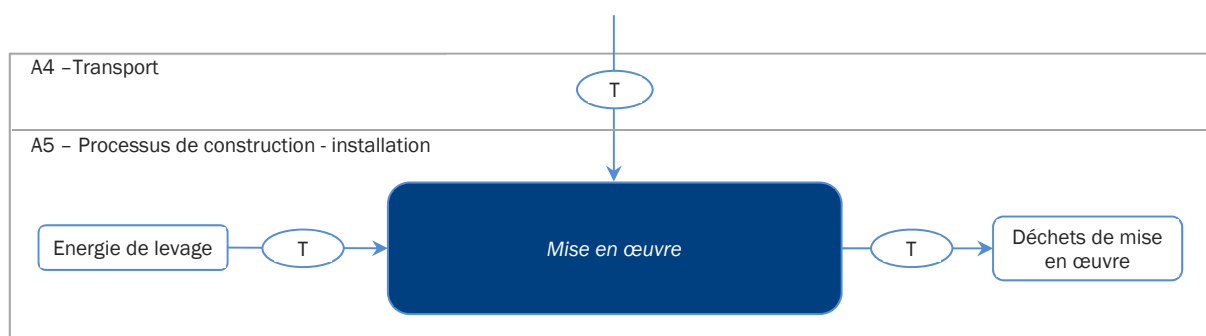 A4 –Transport
T
A5 – Processus de construction - installation
Energie de levage
T
Mise en œuvre
T
Déchets de mise
en œuvre